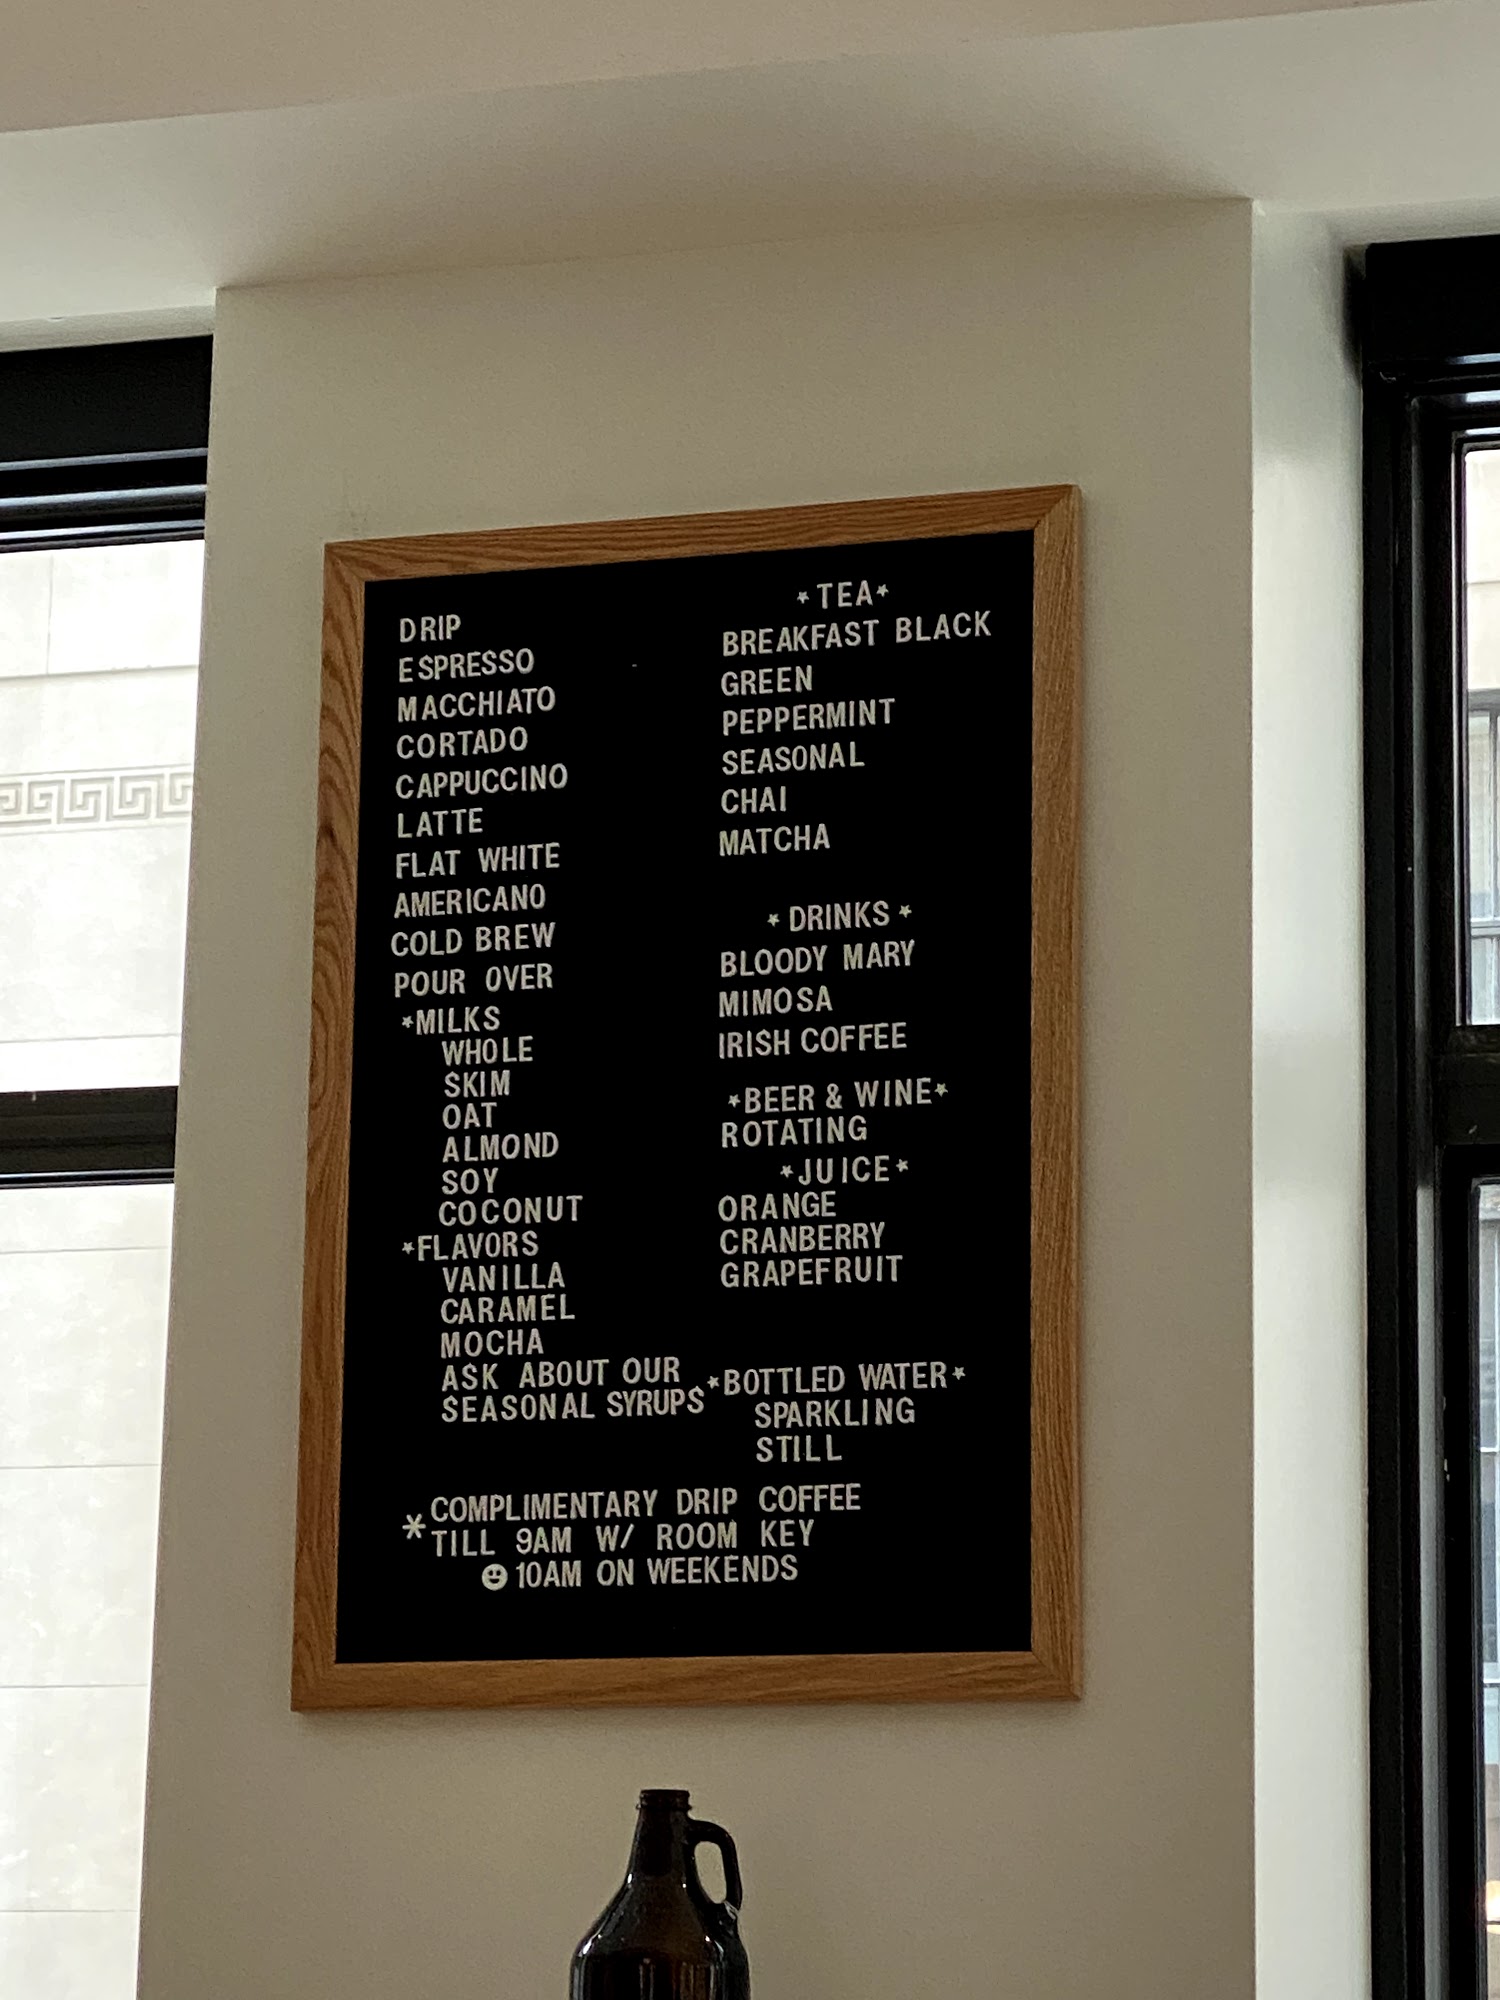 DRIP
ESPRESSO
MACCHIATO
CORTADO
CAPPUCCINO
LATTE
FLAT WHITE
AMERICANO
COLD BREW
POUR OVER
*MILKS
WHOLE
SKIM
OAT
ALMOND
SOY
COCONUT
*FLAVORS
VANILLA
CARAMEL
MOCHA
ASK ABOUT OUR
SEASONAL SYRUPS
*TEA*
BREAKFAST BLACK
GREEN
PEPPERMINT
SEASONAL
CHAI
MATCHA
* DRINKS *
BLOODY MARY
MIMOSA
IRISH COFFEE
*BEER & WINE*
ROTATING
*JUICE*
ORANGE
CRANBERRY
GRAPEFRUIT
*BOTTLED WATER*
SPARKLING
STILL
*COMPLIMENTARY DRIP COFFEE
TILL 9AM W/ ROOM KEY
☻ 10AM ON WEEKENDS